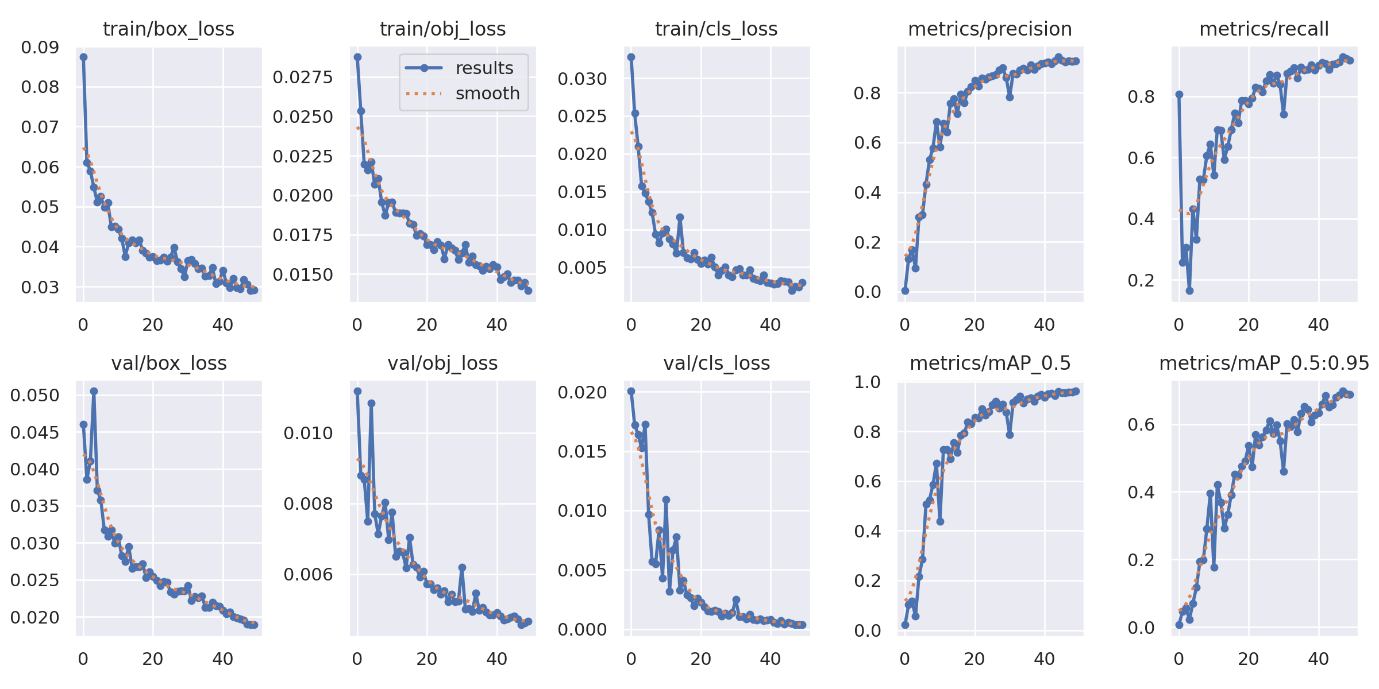 train/box_loss
train/obj_loss
train/cls_loss
metrics/precision
metrics/recall
0.09
0.08
0.07
0.06
0.05
0.04
0.03
0 20 40
0.0275
0.0250
0.0225
0.0200
0.0175
0.0150
results
smooth
0 20 40
0.030
0.025
0.020
0.015
0.010
0.005
0 20 40
0.8
0.6
0.4
0.2
0.0
0 20 40
0.8
0.6
0.4
0.2
0 20 40
val/box_loss
val/obj_loss
val/cls_loss
metrics/mAP_0.5
metrics/mAP_0.5:0.95
0.050
0.045
0.040
0.035
0.030
0.025
0.020
0 20 40
0.010
0.008
0.006
0 20 40
0.020
0.015
0.010
0.005
0.000
0 20 40
1.0
0.8
0.6
0.4
0.2
0.0
0 20 40
0.6
0.4
0.2
0.0
0 20 40